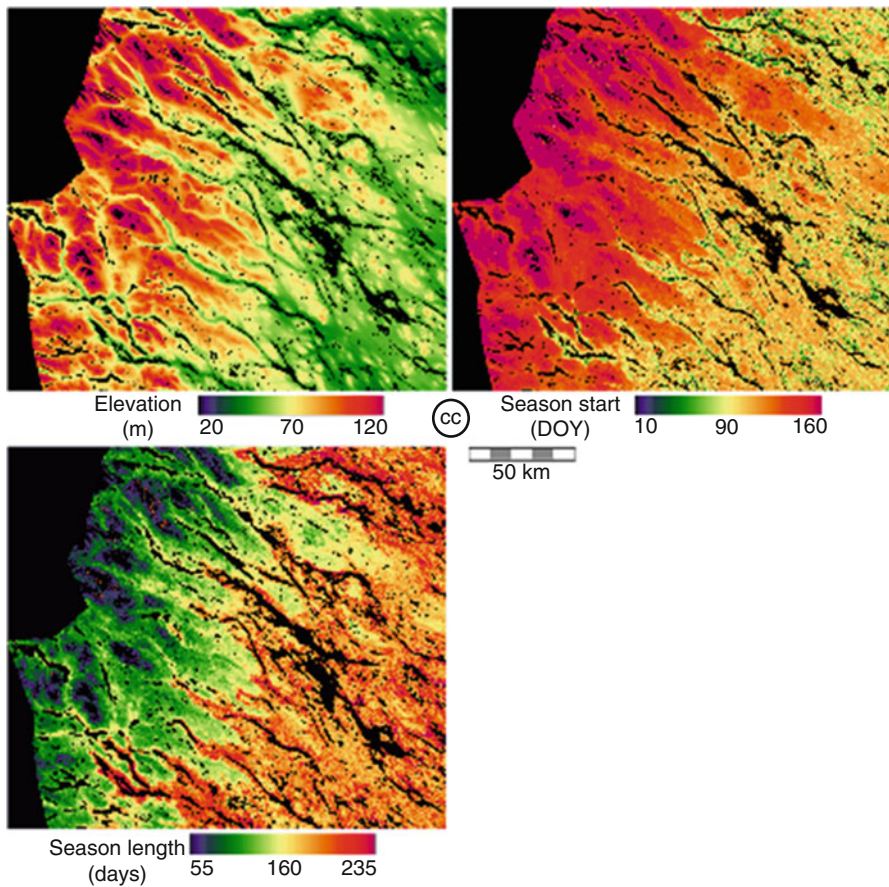 Elevation (m)
20 70 120
cc
Season start (DOY)
10 90 160
50 km
Season length (days)
55 160 235